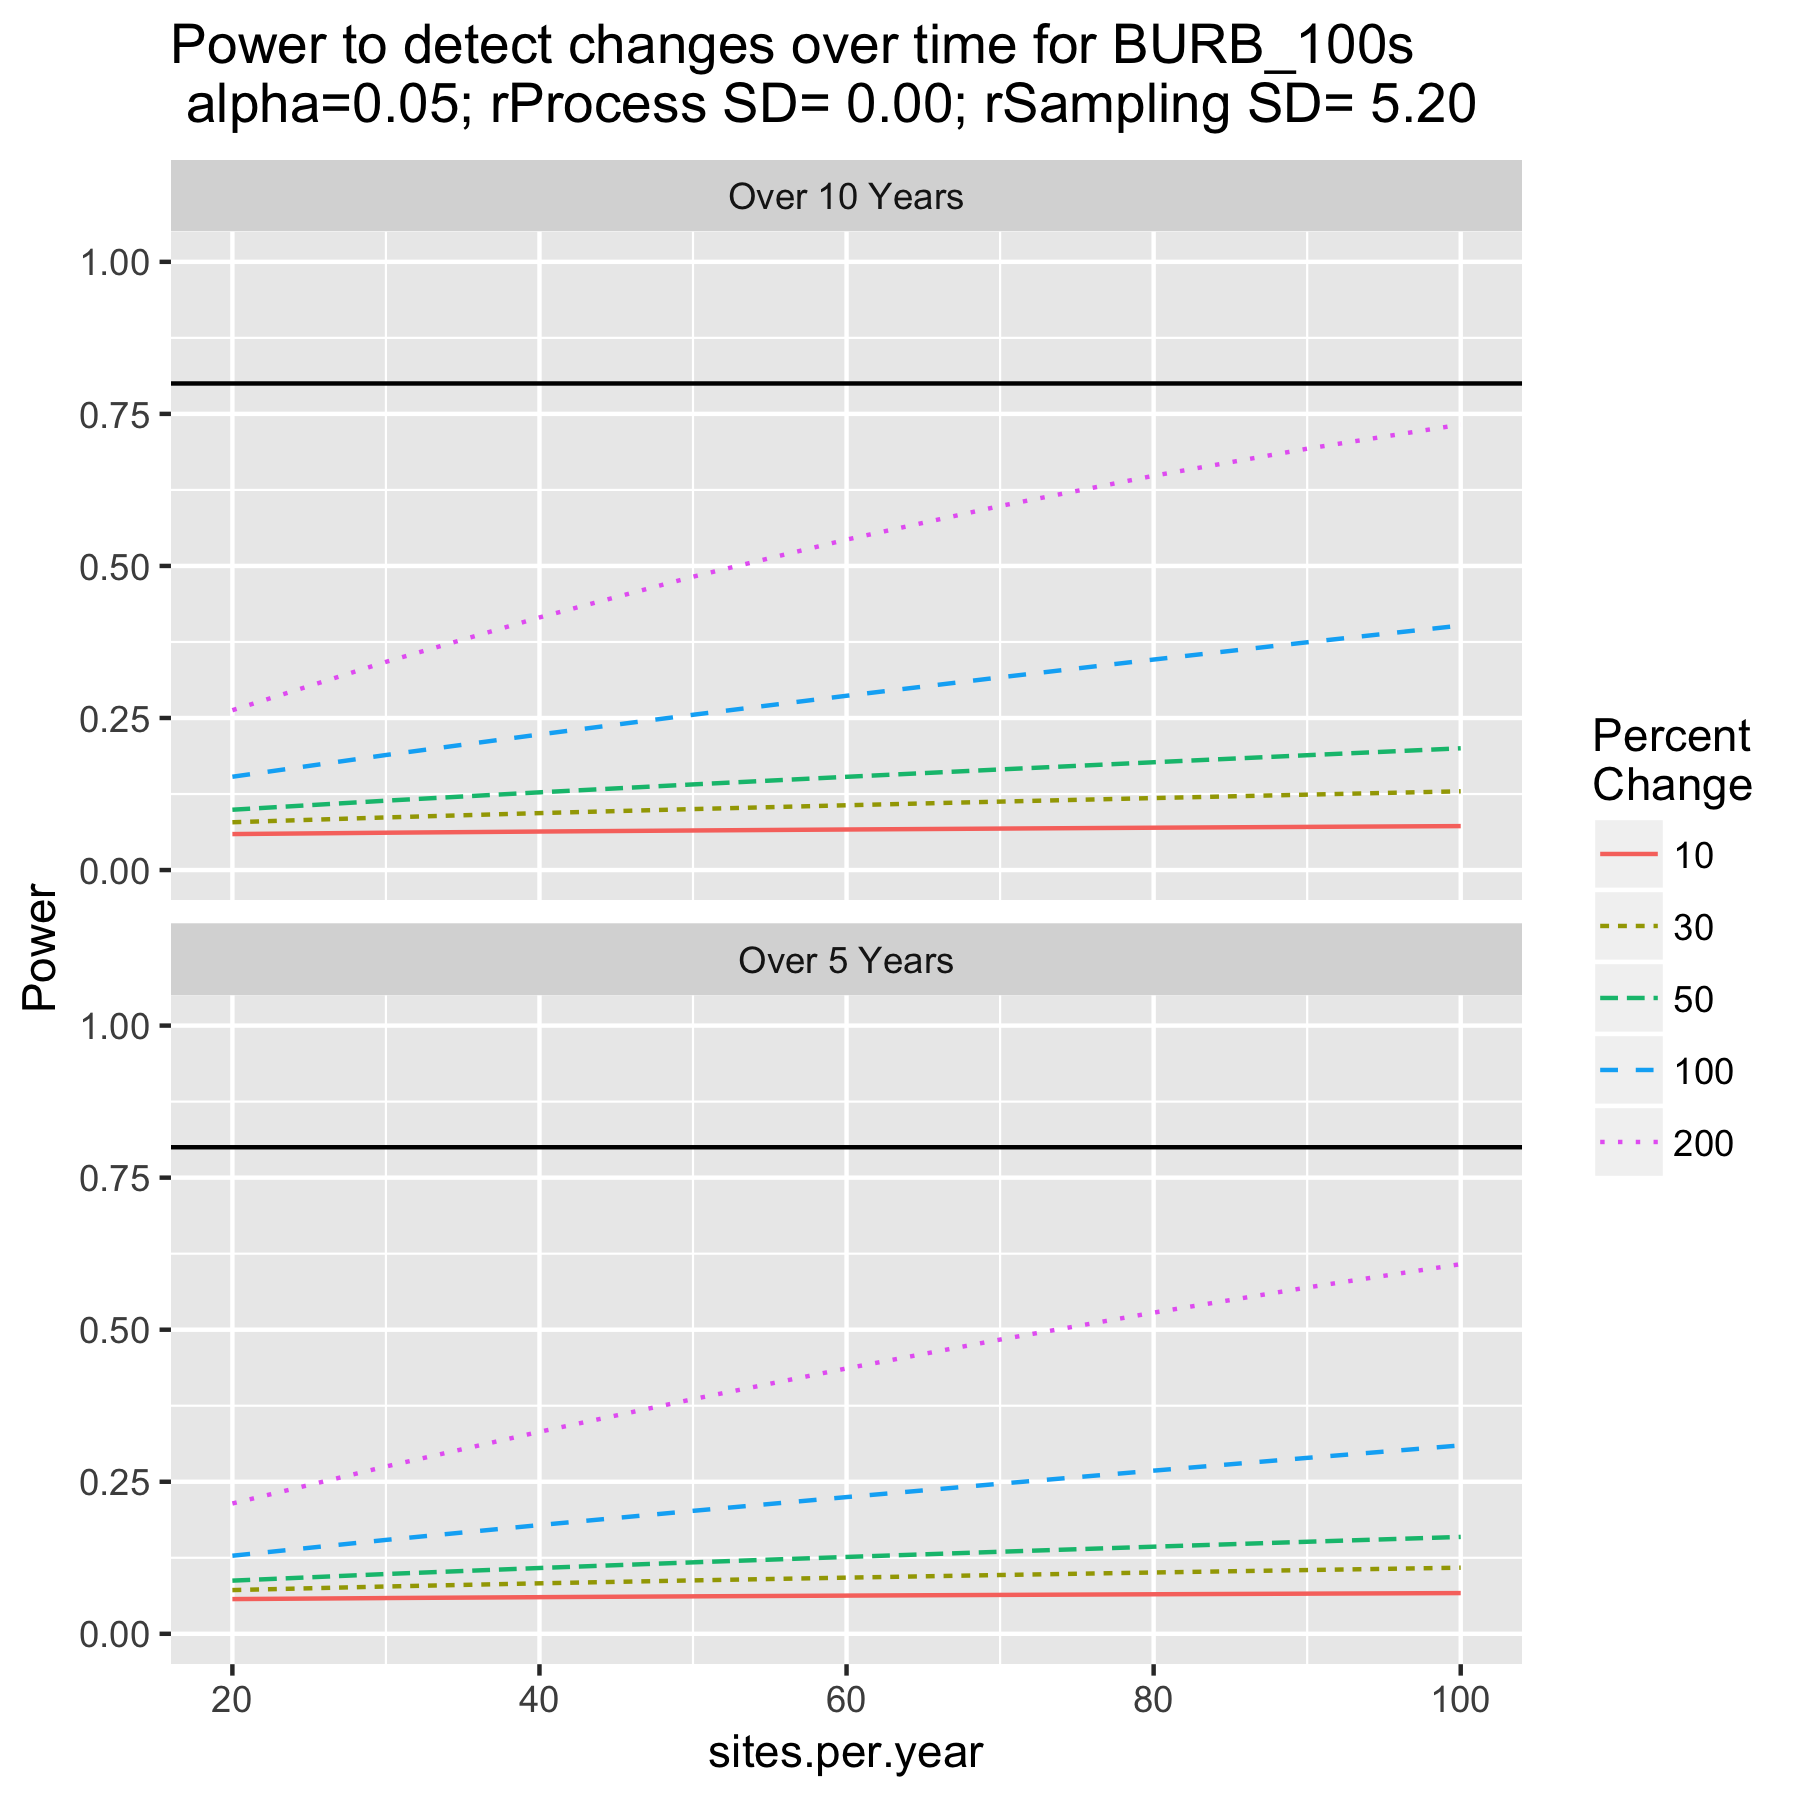 Power to detect changes over time for BURB_100s
alpha=0.05; rProcess SD= 0.00; rSampling SD= 5.20
Over 10 Years
1.00
0.75
0.50
0.25
0.00
Over 5 Years
1.00
0.75
0.50
0.25
0.00
Power
20 40 60 80 100
sites.per.year
Percent
Change
10
30
50
100
200